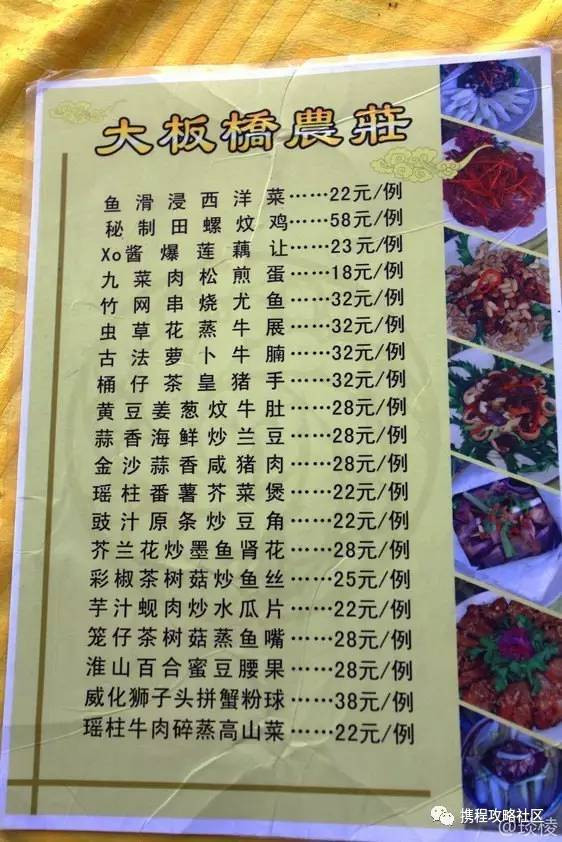 大板橋農莊
鱼滑浸西洋菜……22元/例
秘制田螺炆鸡……58元/例
Xo酱爆莲藕让……23元/例
九菜肉松煎蛋……18元/例
竹网串烧尤鱼……32元/例
虫草花蒸牛展……32元/例
古法萝卜牛腩……32元/例
桶仔茶皇猪手……32元/例
黄豆姜葱炆牛肚……28元/例
蒜香海鲜炒兰豆……28元/例
金沙蒜香咸猪肉……28元/例
瑶柱番薯芥菜煲……22元/例
豉汁原条炒豆角……22元/例
芥兰花炒墨鱼肾花……28元/例
彩椒茶树菇炒鱼丝……25元/例
芋汁蚬肉炒水瓜片……22元/例
笼仔茶树菇蒸鱼嘴……28元/例
淮山百合蜜豆腰果……28元/例
威化狮子头拼蟹粉球……38元/例
瑶柱牛肉碎蒸高山菜……22元/例
携程攻略社区
@琰棱